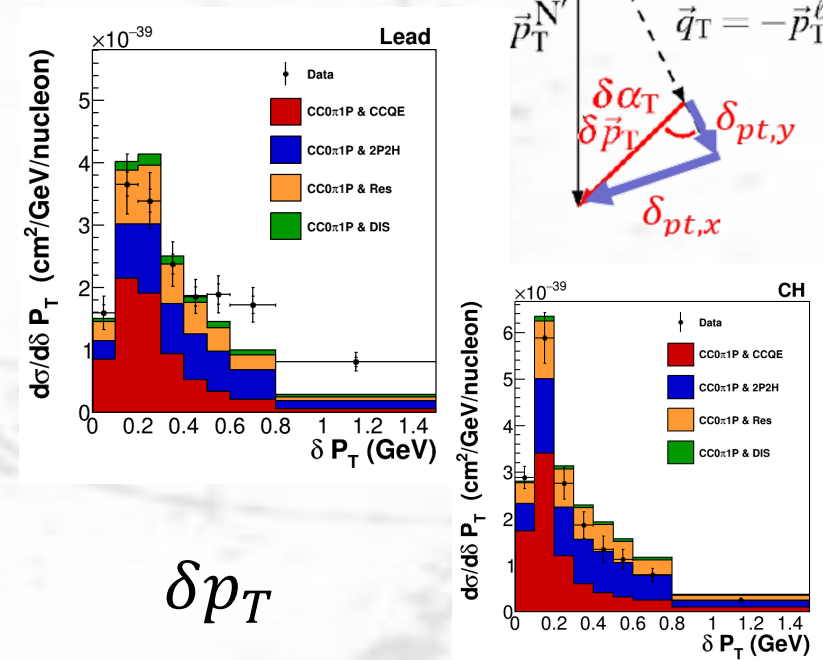 ×10⁻³⁹
Lead
dσ/dδ P_T (cm²/GeV/nucleon)
5
4
3
2
1
0
Data
CC0π1P & CCQE
CC0π1P & 2P2H
CC0π1P & Res
CC0π1P & DIS
0 0.2 0.4 0.6 0.8 1 1.2 1.4
δ P_T (GeV)
p⃗_T^N′
q⃗_T = −p⃗_T^ℓ
δα_T
δp⃗_T
δ_pt,y
δ_pt,x
×10⁻³⁹
CH
dσ/dδ P_T (cm²/GeV/nucleon)
6
5
4
3
2
1
0
Data
CC0π1P & CCQE
CC0π1P & 2P2H
CC0π1P & Res
CC0π1P & DIS
0 0.2 0.4 0.6 0.8 1 1.2 1.4
δ P_T (GeV)
δp_T